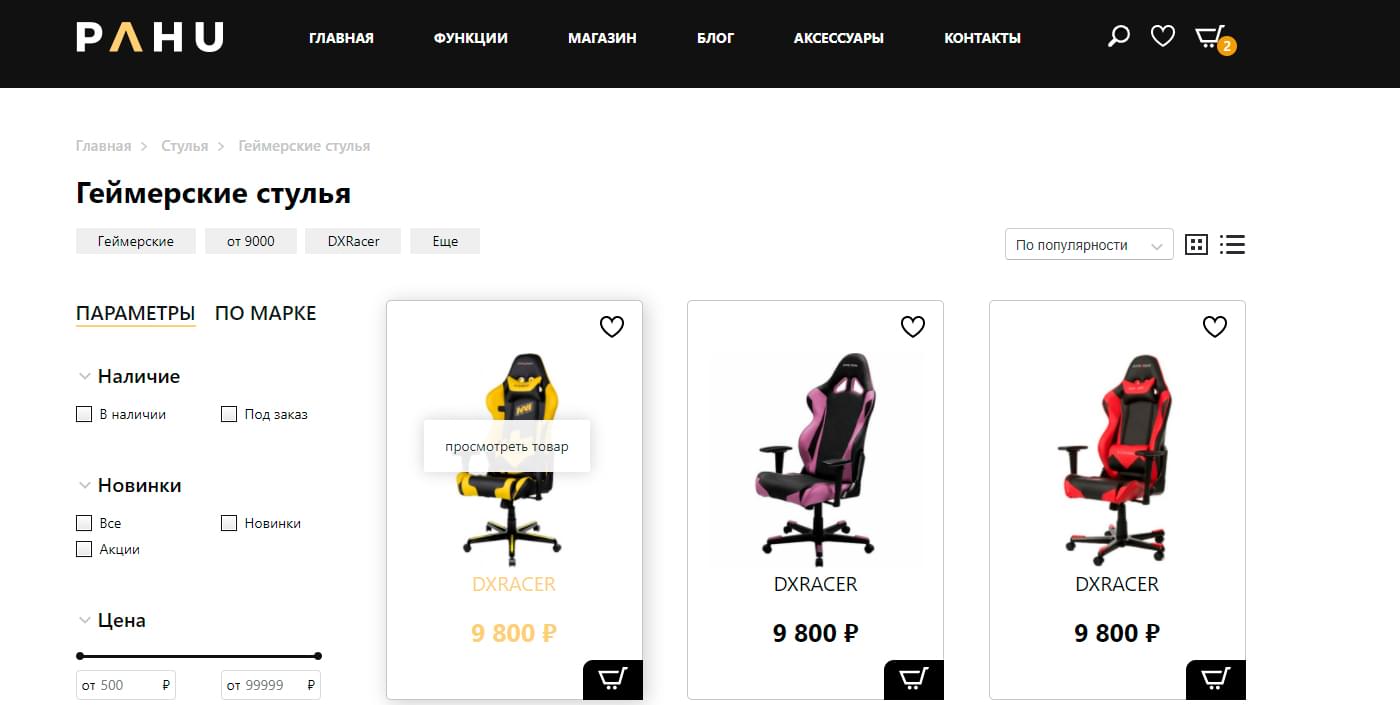 PAHU
ГЛАВНАЯ ФУНКЦИИ МАГАЗИН БЛОГ АКСЕССУАРЫ КОНТАКТЫ
2
Главная > Стулья > Геймерские стулья
Геймерские стулья
Геймерские от 9000 DXRacer Еще
По популярности
ПАРАМЕТРЫ ПО МАРКЕ
Наличие
В наличии Под заказ
Новинки
Все Новинки
Акции
Цена
от 500 ₽ от 99999 ₽
просмотреть товар
DXRACER
9 800 ₽
DXRACER
9 800 ₽
DXRACER
9 800 ₽